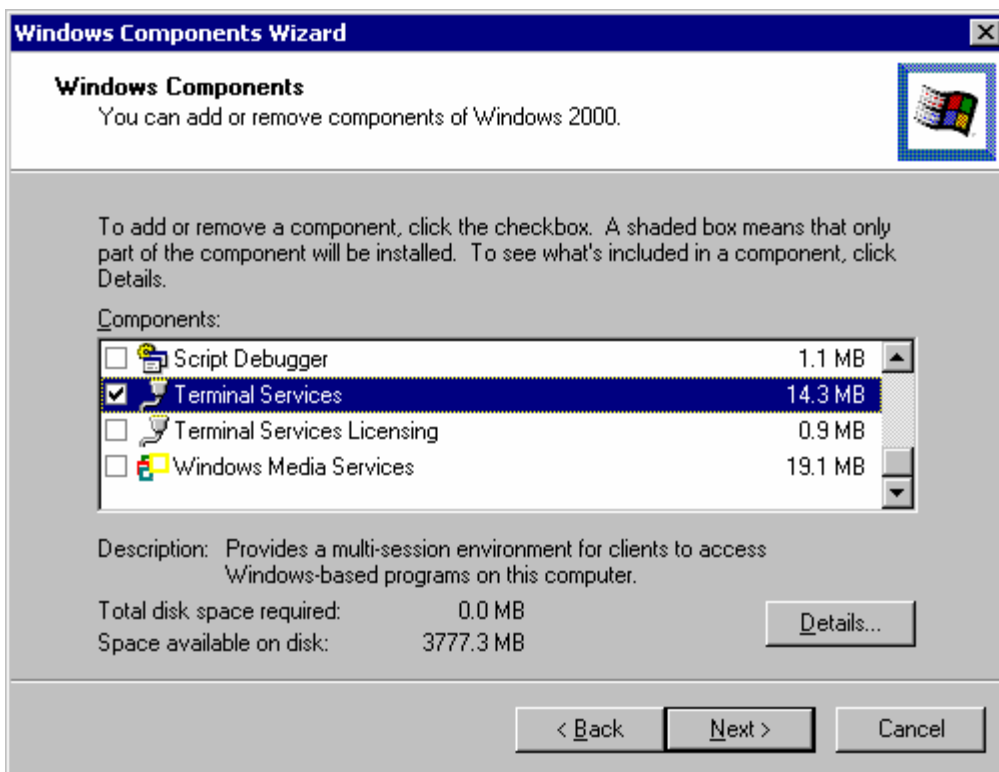 Windows Components Wizard
Windows Components
You can add or remove components of Windows 2000.
To add or remove a component, click the checkbox. A shaded box means that only
part of the component will be installed. To see what's included in a component, click
Details.
Components:
Script Debugger 1.1 MB
Terminal Services 14.3 MB
Terminal Services Licensing 0.9 MB
Windows Media Services 19.1 MB
Description: Provides a multi-session environment for clients to access
Windows-based programs on this computer.
Total disk space required: 0.0 MB
Space available on disk: 3777.3 MB
Details...
< Back Next > Cancel